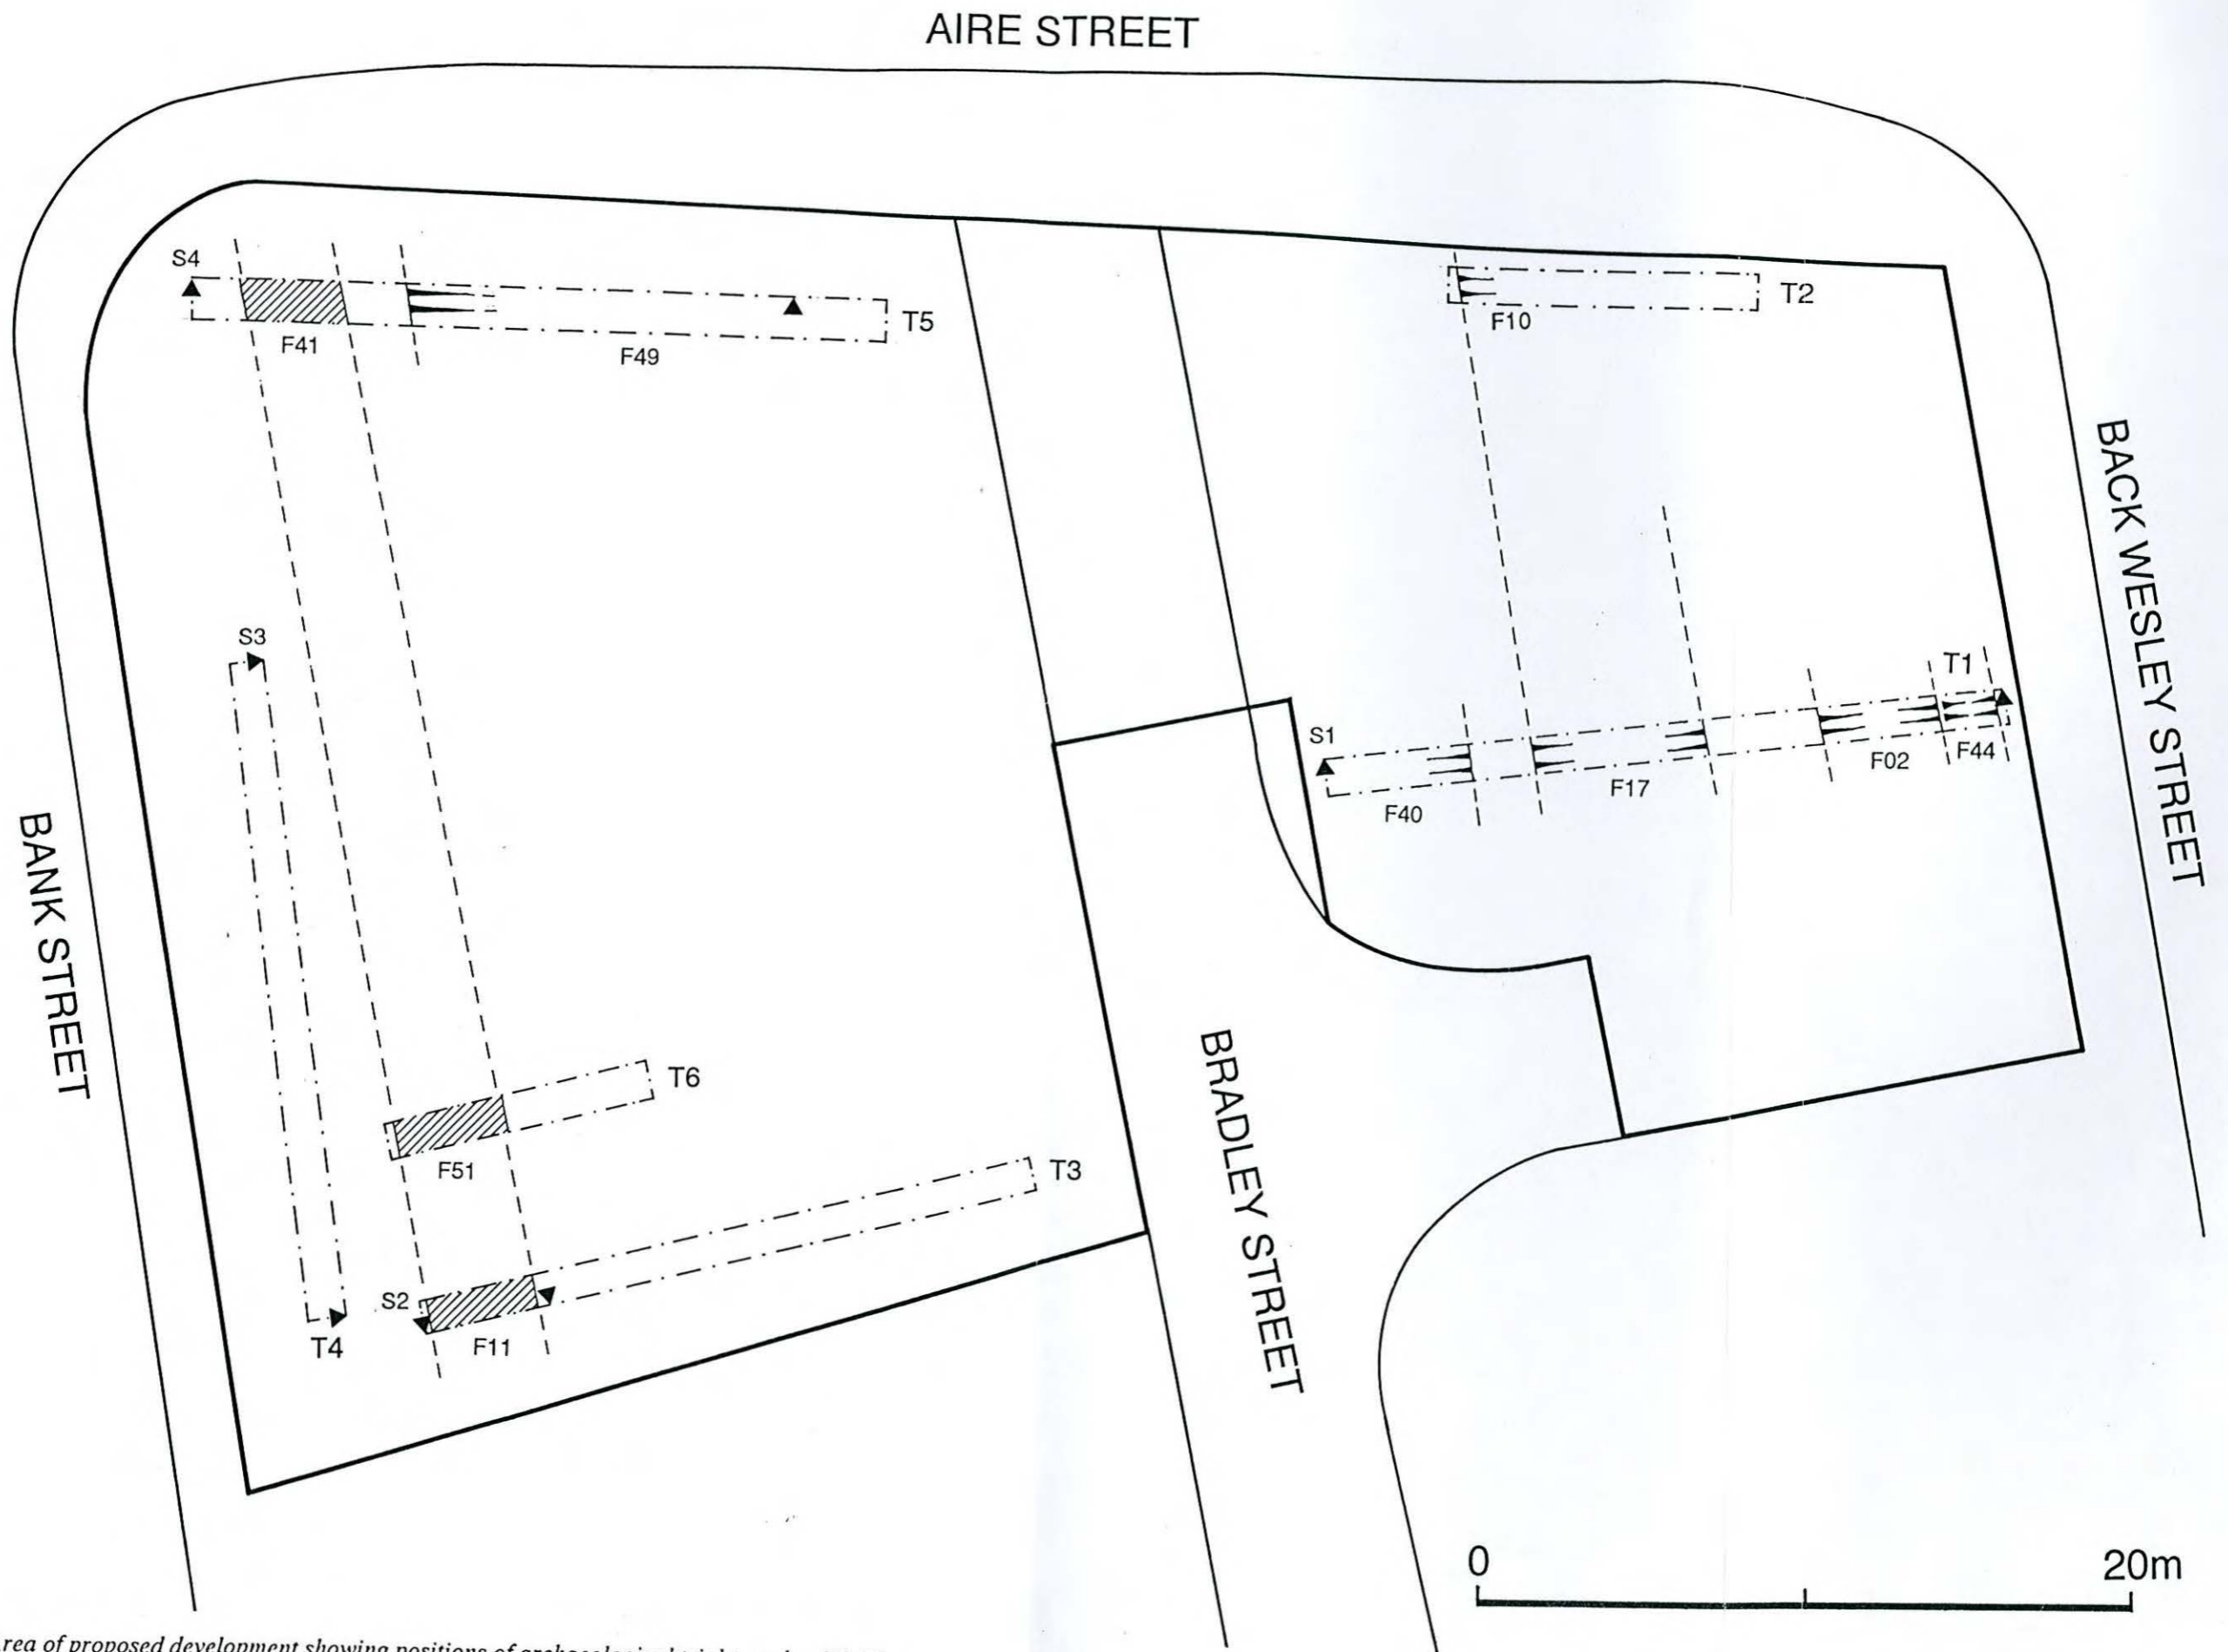 AIRE STREET
S4
F41
F49
T5
F10
T2
S3
BACK WESLEY STREET
T1
S1
F40
F17
F02
F44
BANK STREET
T6
F51
T3
BRADLEY STREET
S2
F11
T4
0 20m
rea of proposed development showing positions of